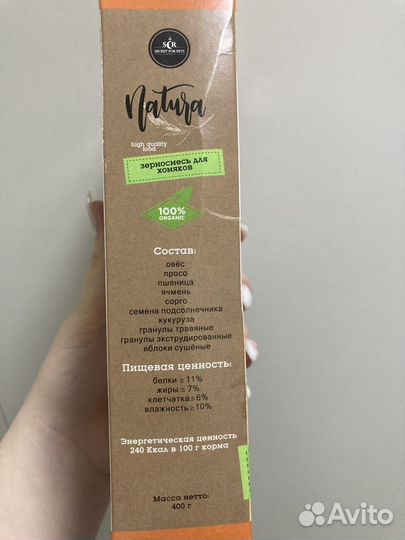 SCR
SECRET FOR PETS
Natura
high quality
food
зерносмесь для
хомяков
100%
ORGANIC
Состав:
овёс
просо
пшеница
ячмень
сорго
семена подсолнечника
кукуруза
гранулы травяные
гранулы экструдированные
яблоки сушёные
Пищевая ценность:
белки ≥ 11%
жиры ≤ 7%
клетчатка ≤ 6%
влажность ≥ 10%
Энергетическая ценность
240 Ккал в 100 г корма
Масса нетто:
400 г
Avito